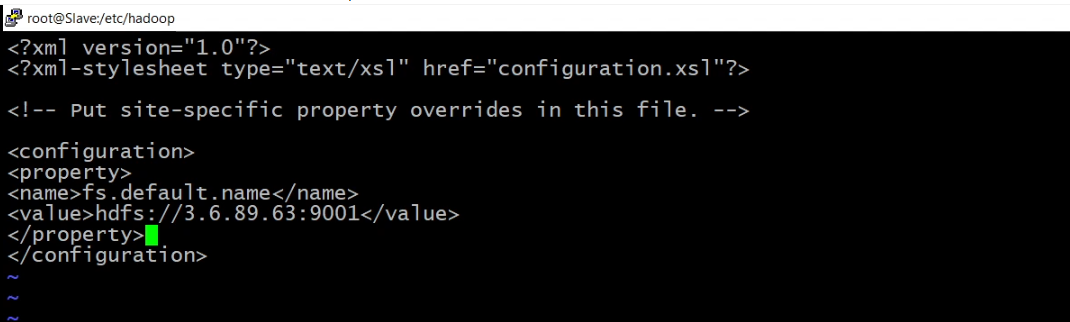 root@Slave:/etc/hadoop
<?xml version="1.0"?>
<?xml-stylesheet type="text/xsl" href="configuration.xsl"?>
<!-- Put site-specific property overrides in this file. -->
<configuration>
<property>
<name>fs.default.name</name>
<value>hdfs://3.6.89.63:9001</value>
</property>
</configuration>
~
~
~